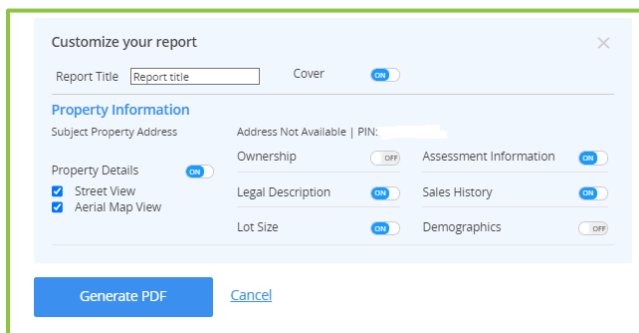 Customize your report
Report Title Report title Cover ON
Property Information
Subject Property Address Address Not Available | PIN:
Ownership OFF Assessment Information ON
Property Details ON
Street View Legal Description ON Sales History ON
Aerial Map View
Lot Size ON Demographics OFF
Generate PDF Cancel